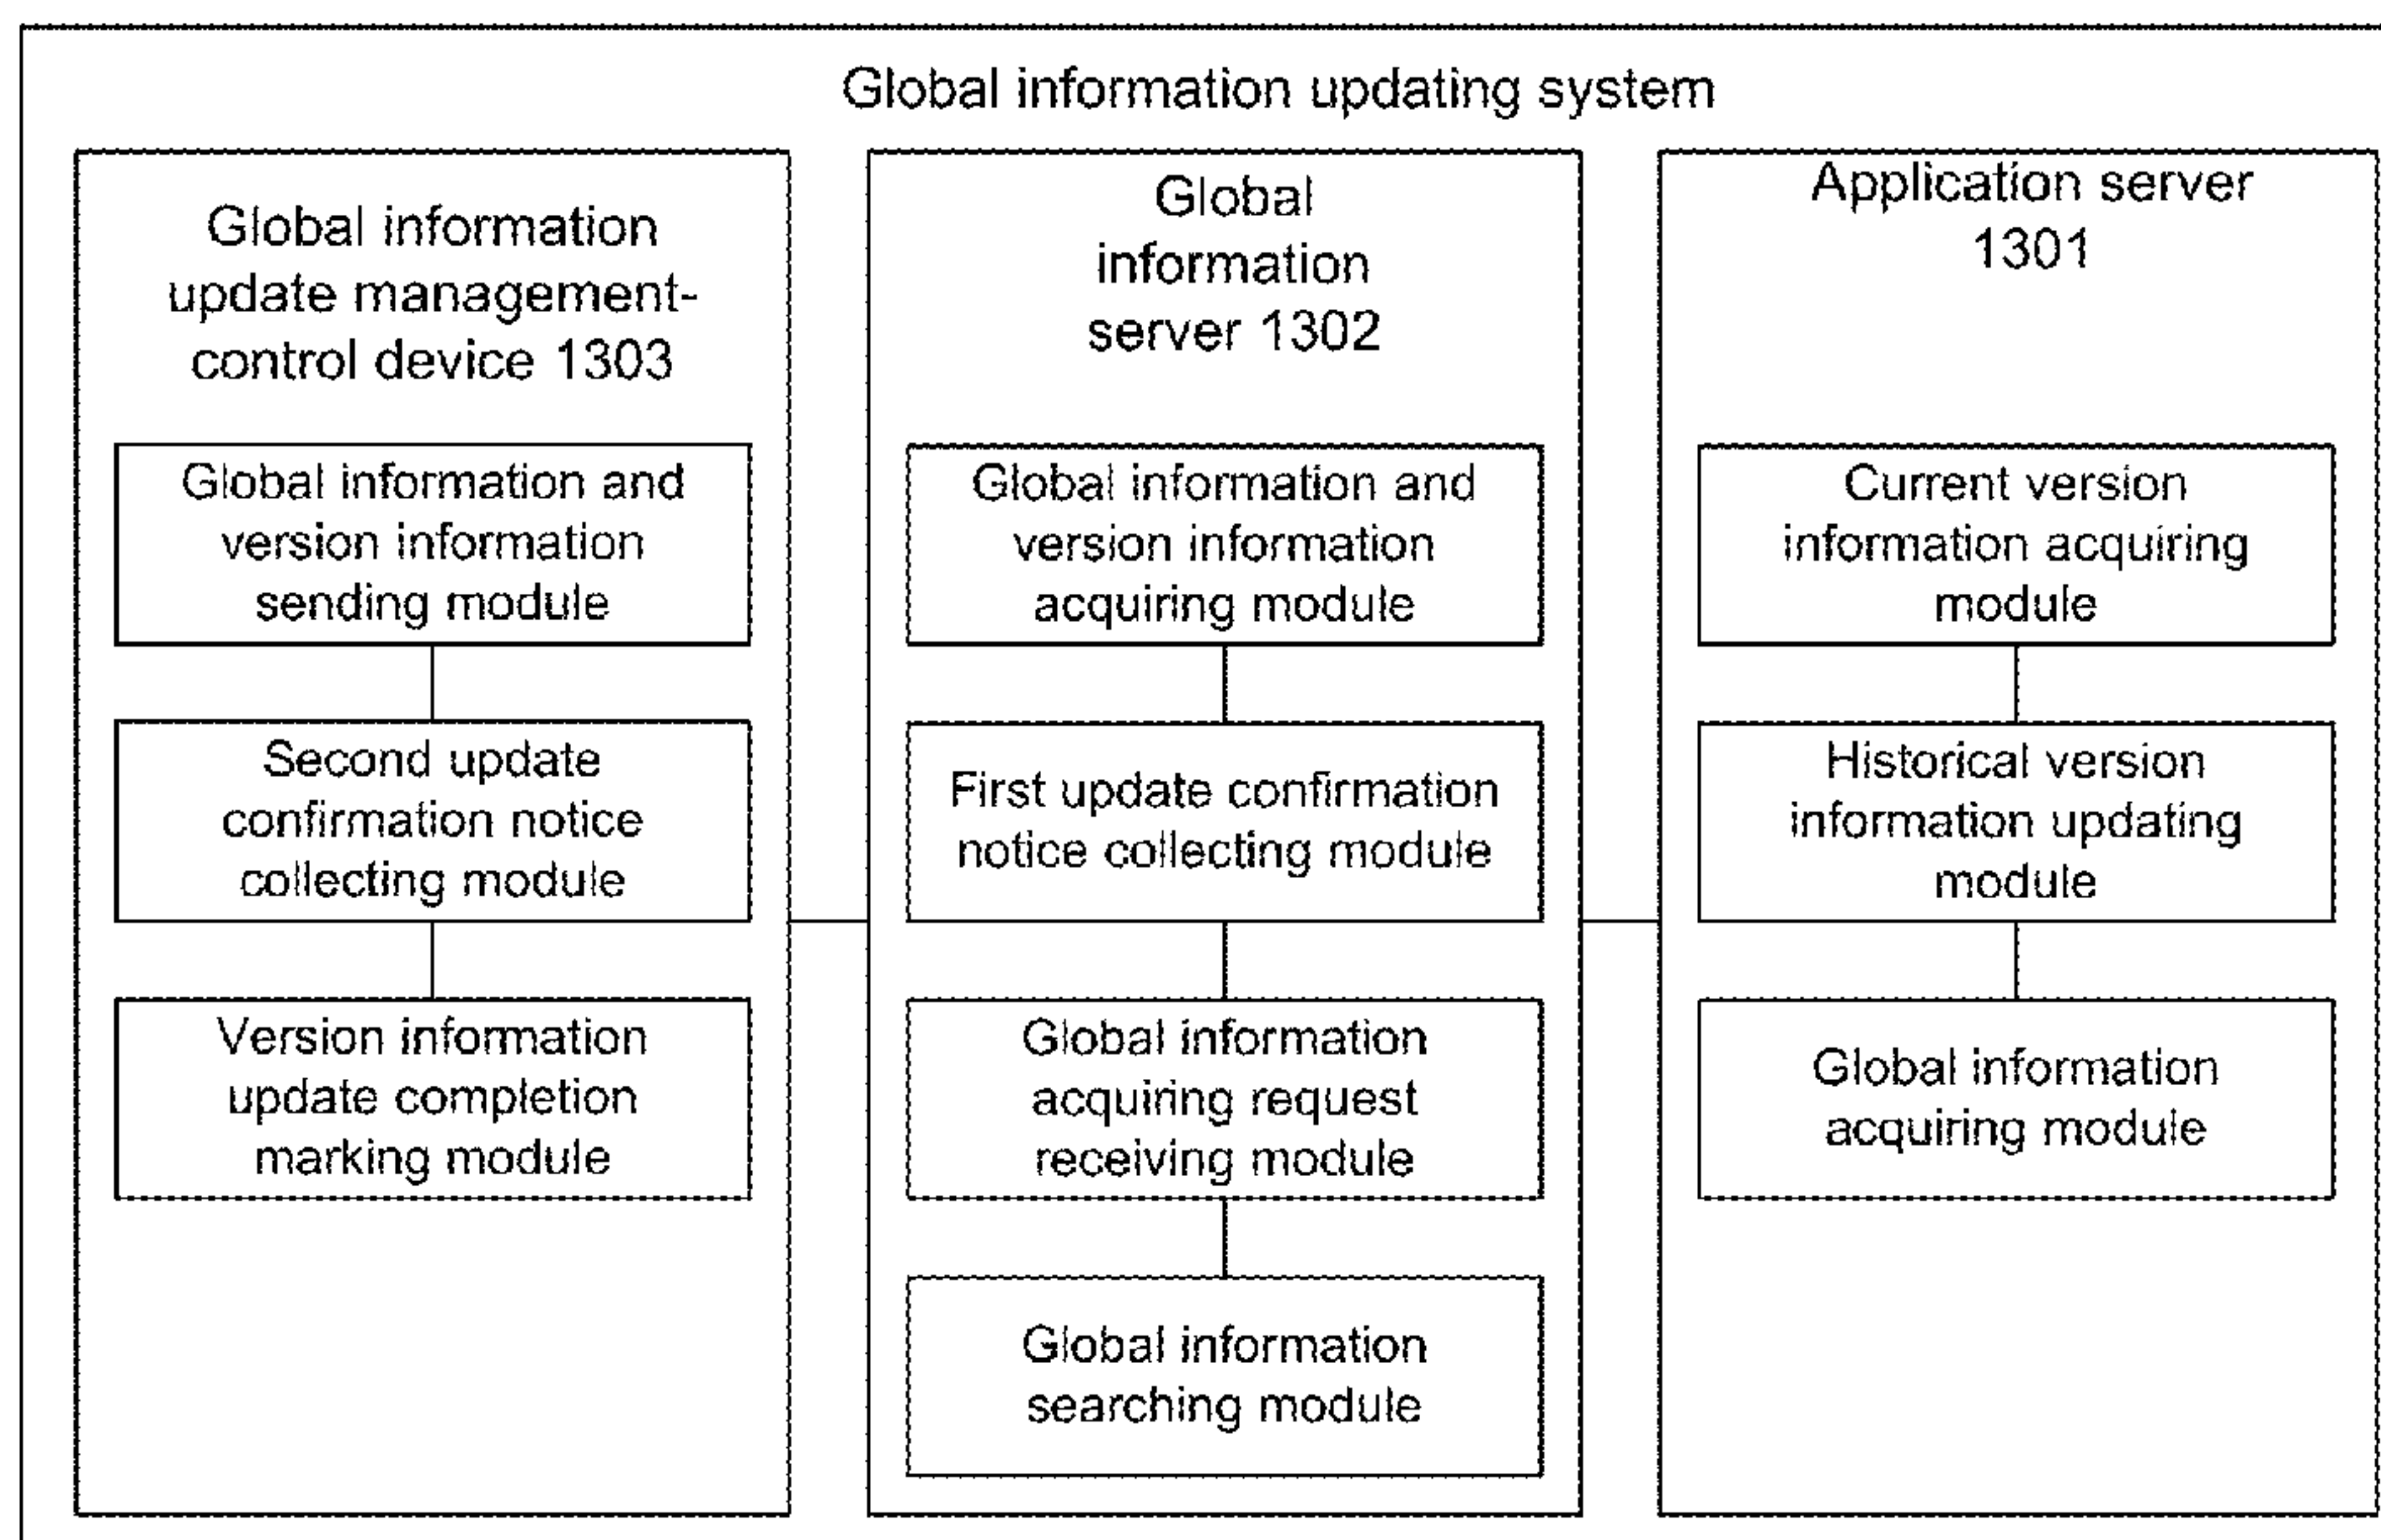 Global information updating system
Global information
update management-
control device 1303
Global information and
version information
sending module
Second update
confirmation notice
collecting module
Version information
update completion
marking module
Global
information
server 1302
Global information and
version information
acquiring module
First update confirmation
notice collecting module
Global information
acquiring request
receiving module
Global information
searching module
Application server
1301
Current version
information acquiring
module
Historical version
information updating
module
Global information
acquiring module